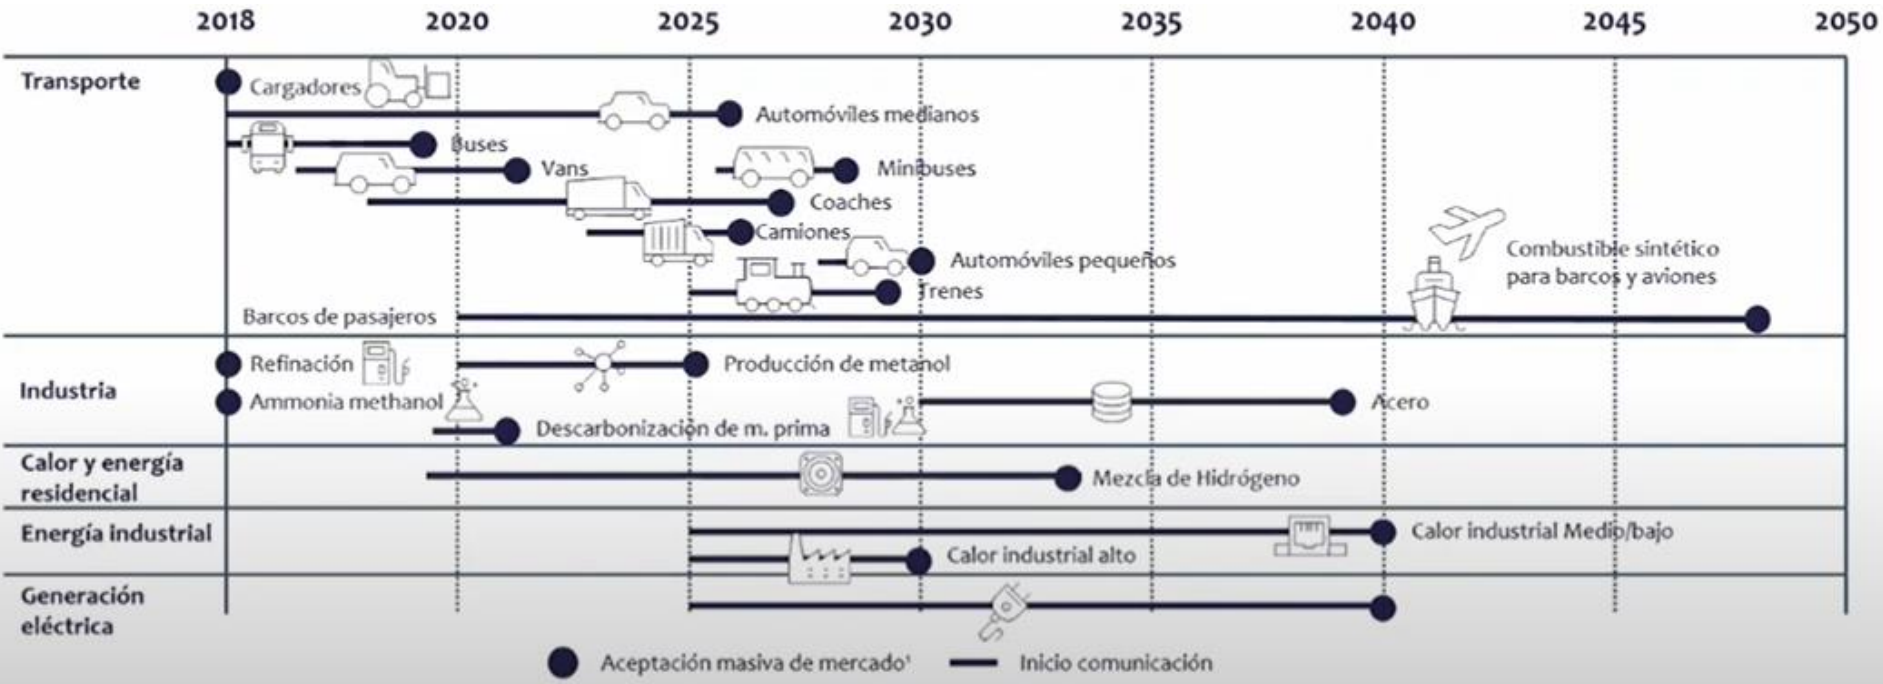 2018 2020 2025 2030 2035 2040 2045 2050
Transporte
Cargadores
Automóviles medianos
Buses
Vans
Minibuses
Coaches
Camiones
Combustible sintético
para barcos y aviones
Automóviles pequeños
Trenes
Barcos de pasajeros
Industria
Refinación
Producción de metanol
Ammonia methanol
Acero
Descarbonización de m. prima
Calor y energía
residencial
Mezcla de Hidrógeno
Energía industrial
Calor industrial Medio/bajo
Calor industrial alto
Generación
eléctrica
Aceptación masiva de mercado¹
Inicio comunicación